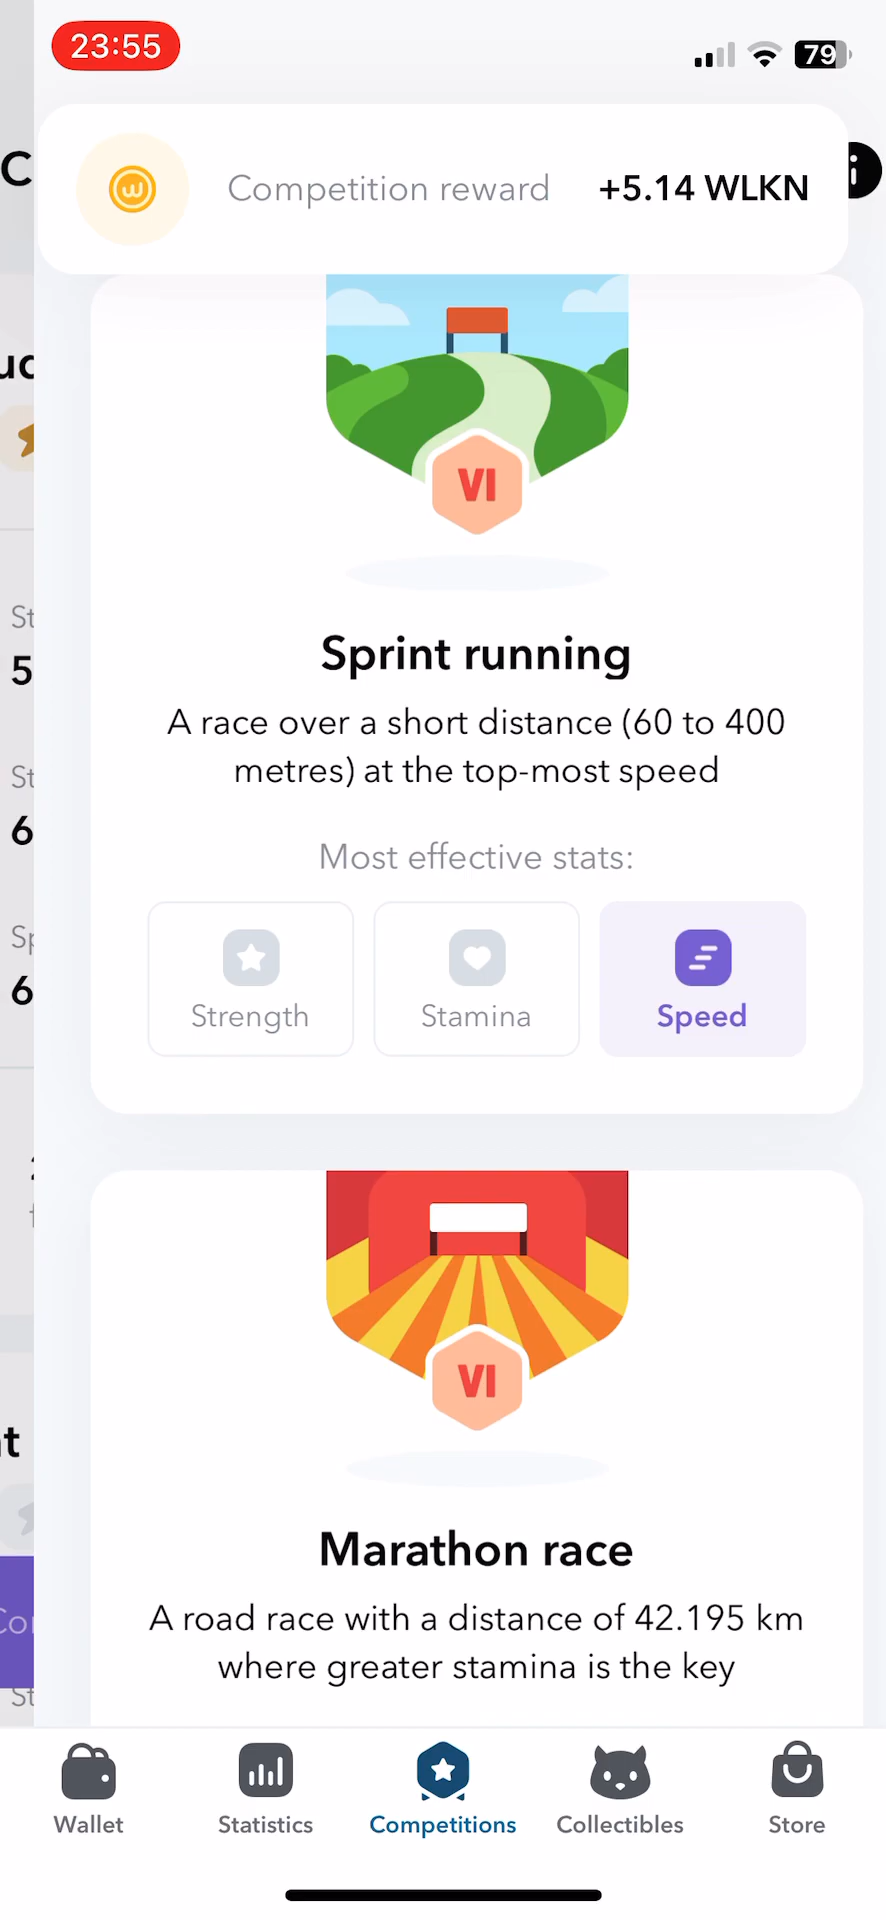 23:55
79
Competition reward +5.14 WLKN
VI
Sprint running
A race over a short distance (60 to 400
metres) at the top-most speed
Most effective stats:
Strength Stamina Speed
VI
Marathon race
A road race with a distance of 42.195 km
where greater stamina is the key
Wallet Statistics Competitions Collectibles Store